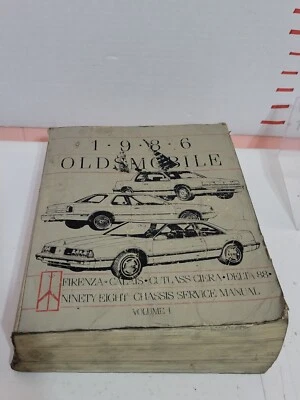 1·9·8·6
OLDSMOBILE
FIRENZA·CALAIS·CUTLASS CIERA·DELTA 88·
NINETY-EIGHT CHASSIS SERVICE MANUAL
VOLUME 1